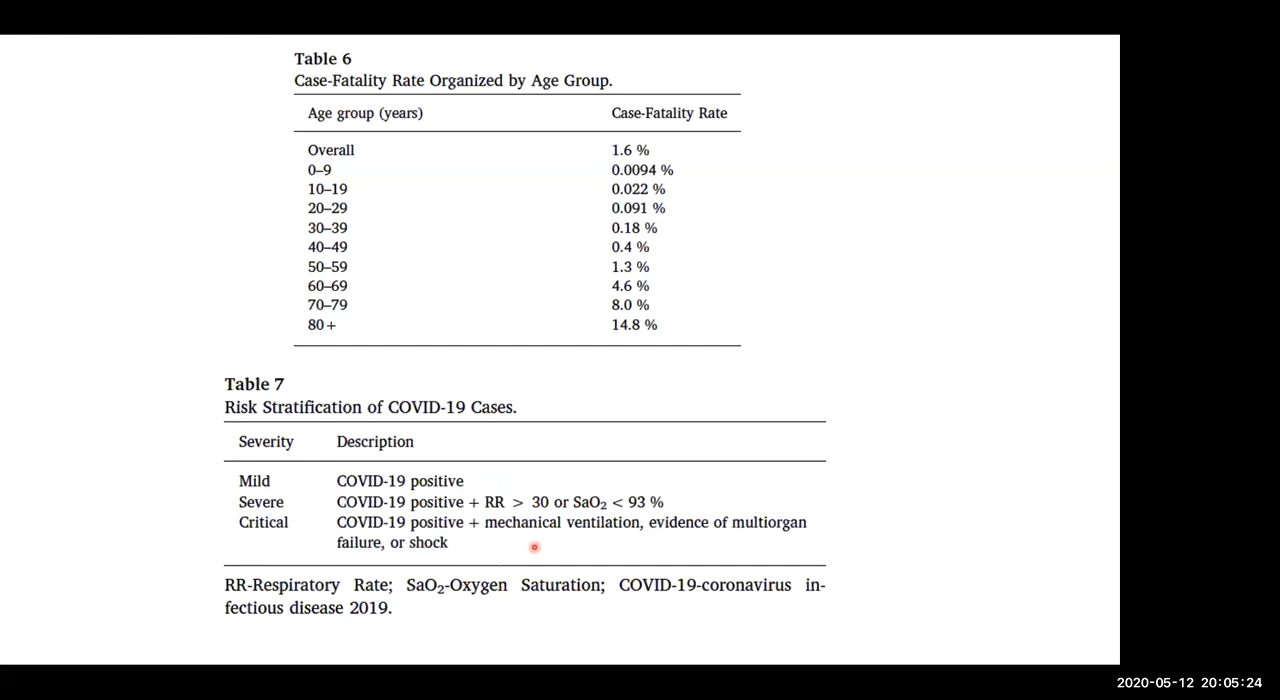 Table 6
Case-Fatality Rate Organized by Age Group.
Age group (years) Case-Fatality Rate
Overall 1.6 %
0–9 0.0094 %
10–19 0.022 %
20–29 0.091 %
30–39 0.18 %
40–49 0.4 %
50–59 1.3 %
60–69 4.6 %
70–79 8.0 %
80+ 14.8 %
Table 7
Risk Stratification of COVID-19 Cases.
Severity Description
Mild COVID-19 positive
Severe COVID-19 positive + RR > 30 or SaO₂ < 93 %
Critical COVID-19 positive + mechanical ventilation, evidence of multiorgan
failure, or shock
RR-Respiratory Rate; SaO₂-Oxygen Saturation; COVID-19-coronavirus in-
fectious disease 2019.
2020-05-12 20:05:24